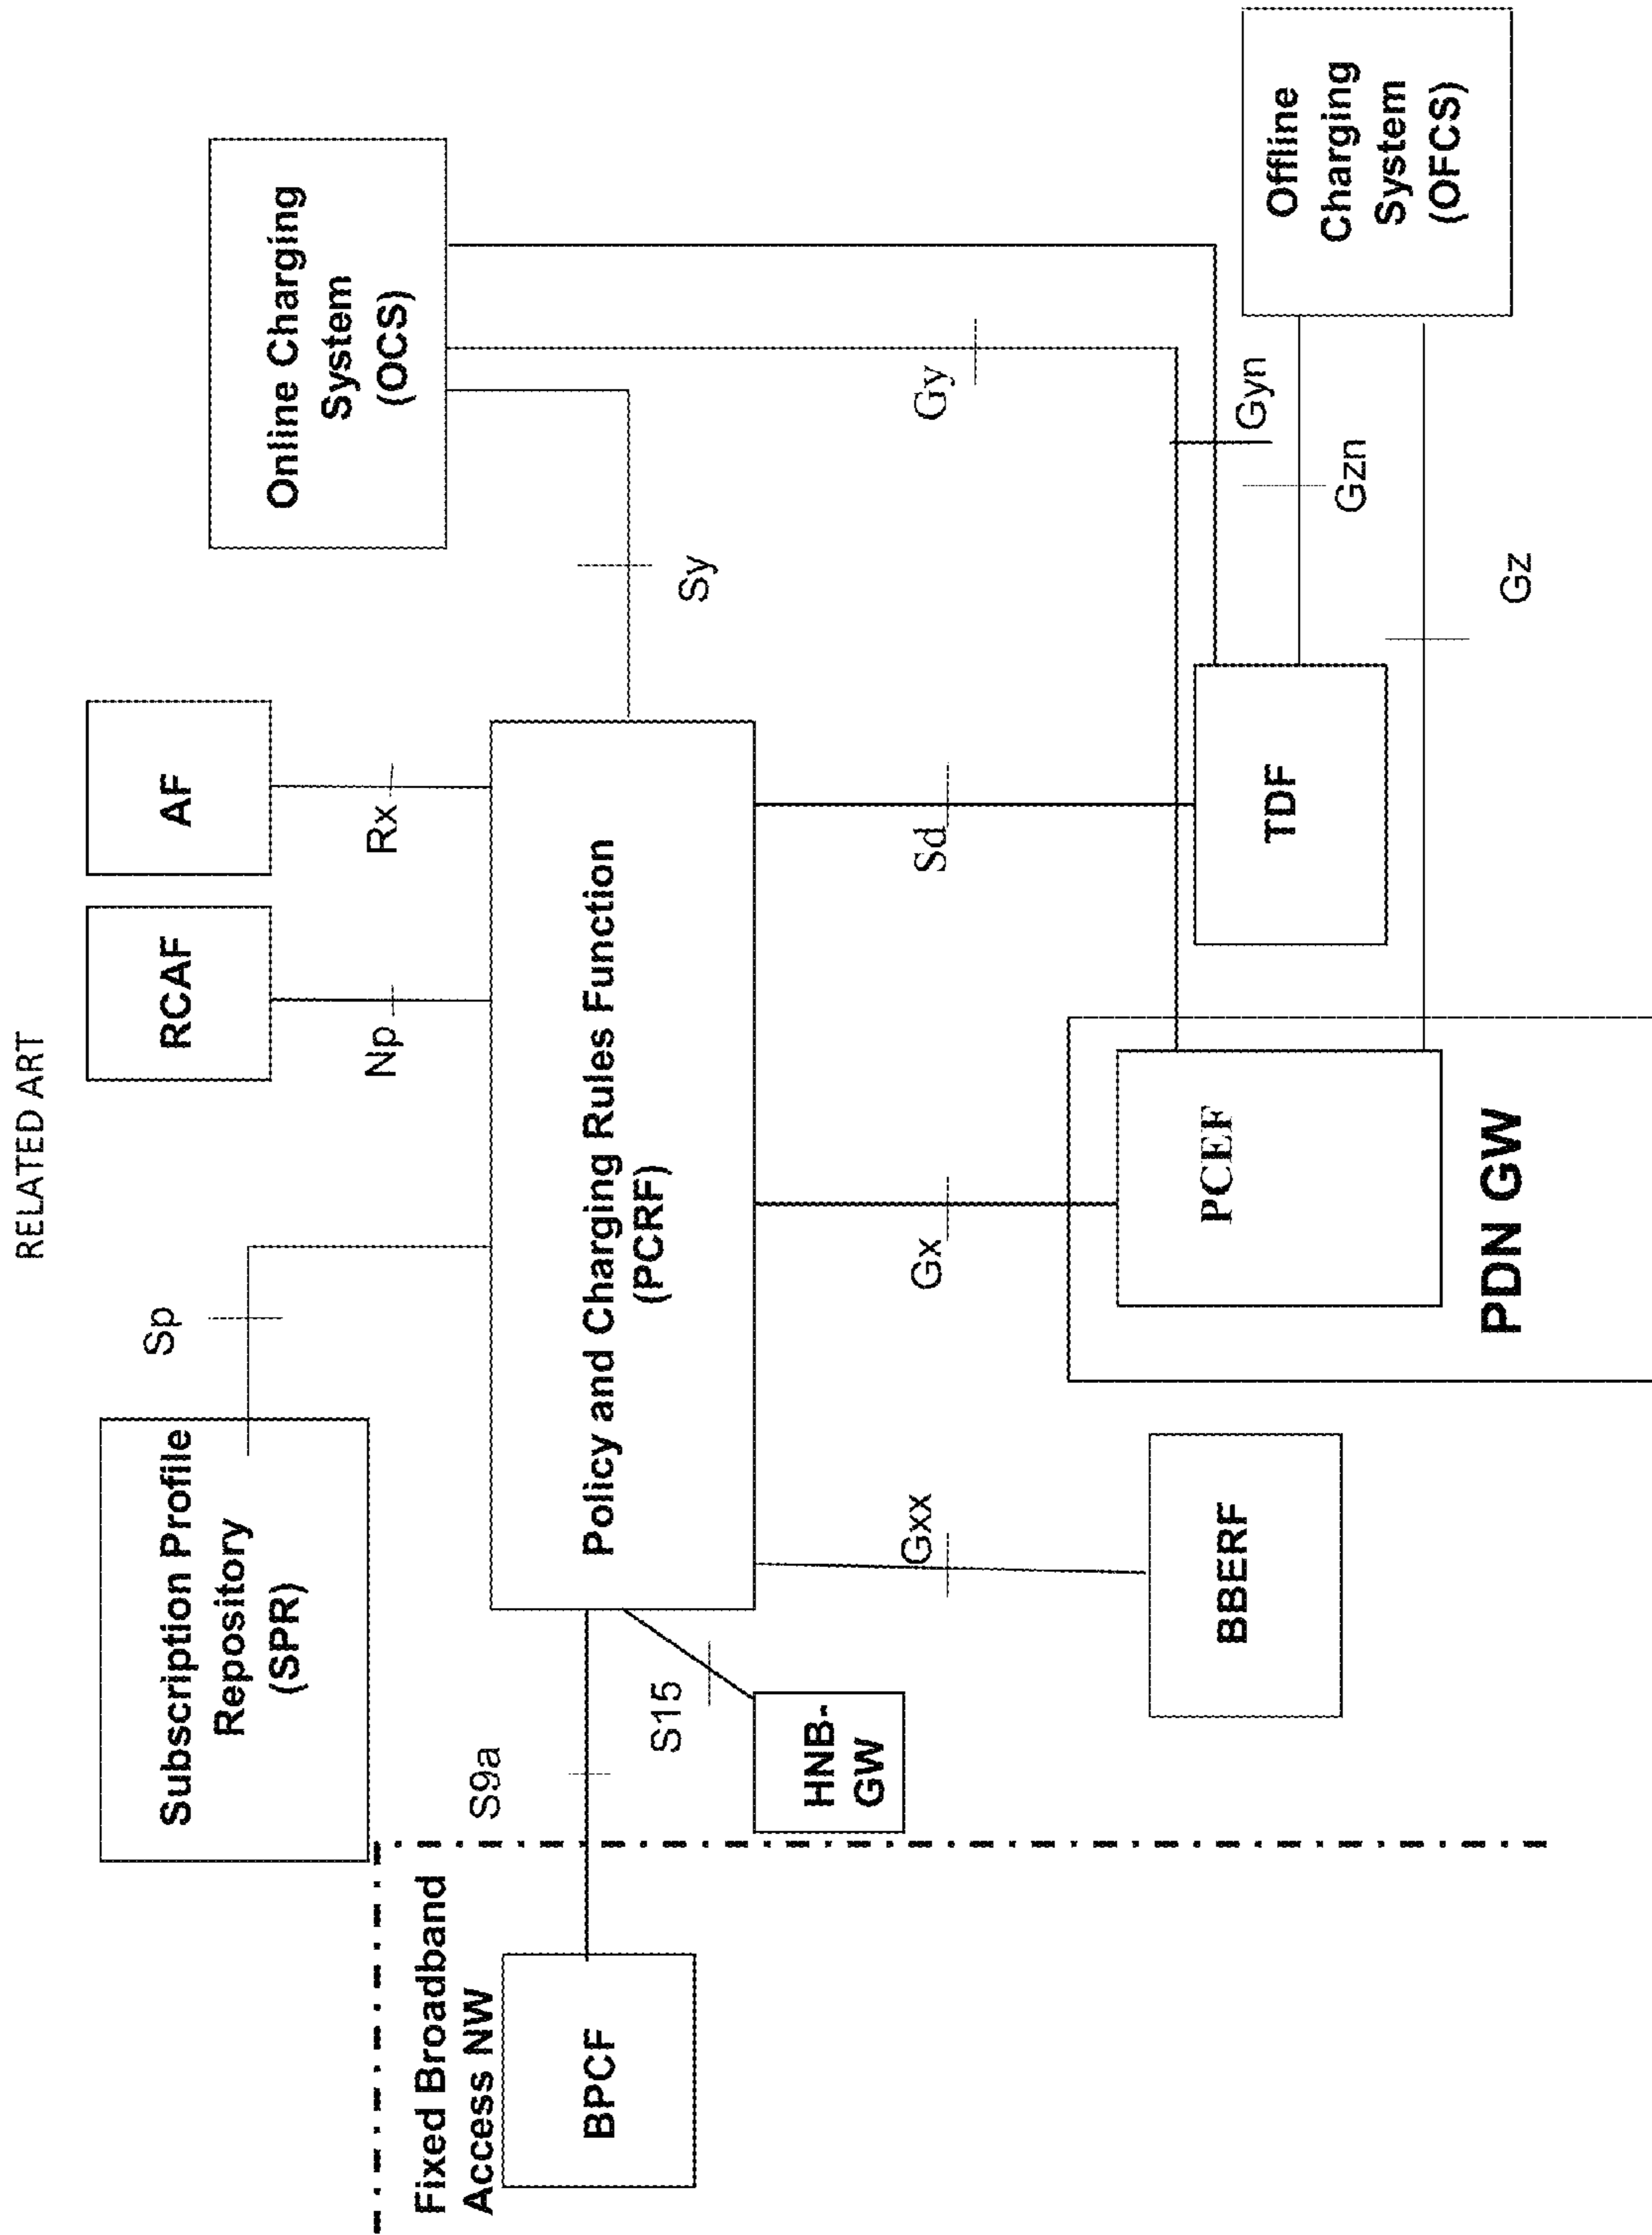 RELATED ART
Subscription Profile
Repository
(SPR)
Sp
RCAF
AF
Np
Rx
Online Charging
System
(OCS)
Fixed Broadband
Access NW
BPCF
S9a
S15
HNB-
GW
Policy and Charging Rules Function
(PCRF)
Sy
Gxx
Gx
Sd
Gy
BBERF
PCEF
PDN GW
TDF
Gyn
Gzn
Gz
Offline
Charging
System
(OFCS)